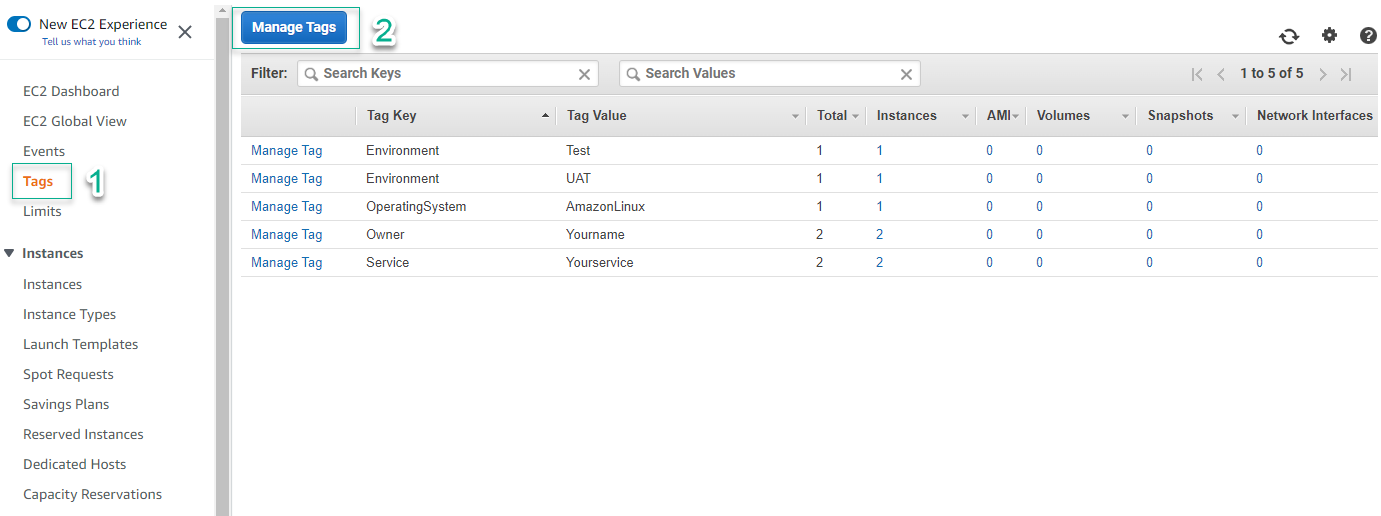 New EC2 Experience
Tell us what you think
EC2 Dashboard
EC2 Global View
Events
Tags 1
Limits
Instances
Instances
Instance Types
Launch Templates
Spot Requests
Savings Plans
Reserved Instances
Dedicated Hosts
Capacity Reservations
Manage Tags 2
Filter: Search Keys Search Values 1 to 5 of 5
Tag Key Tag Value Total Instances AMI Volumes Snapshots Network Interfaces
Manage Tag Environment Test 1 1 0 0 0 0
Manage Tag Environment UAT 1 1 0 0 0 0
Manage Tag OperatingSystem AmazonLinux 1 1 0 0 0 0
Manage Tag Owner Yourname 2 2 0 0 0 0
Manage Tag Service Yourservice 2 2 0 0 0 0